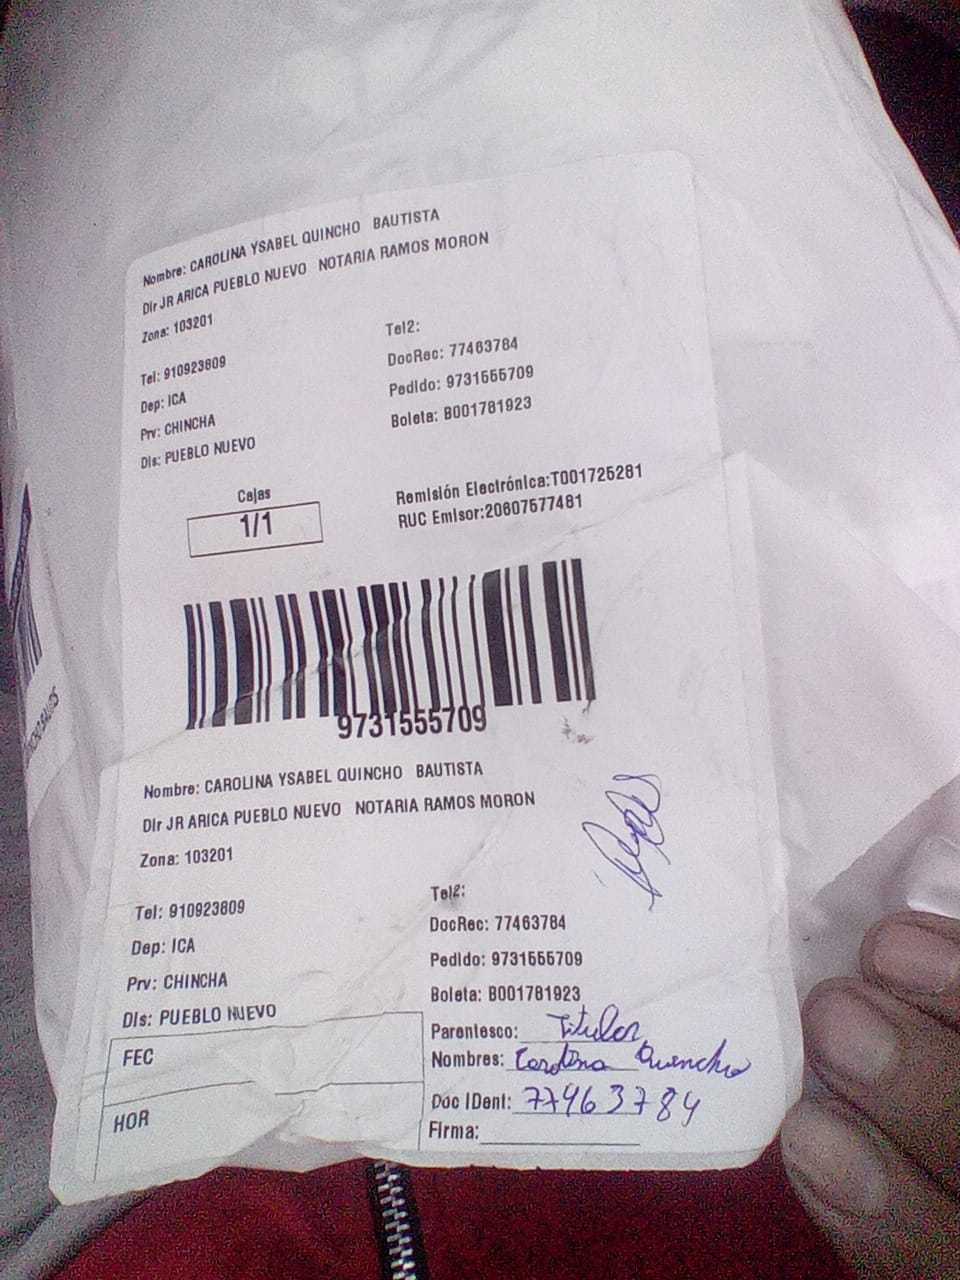 Nombre: CAROLINA YSABEL QUINCHO BAUTISTA
Dir JR ARICA PUEBLO NUEVO NOTARIA RAMOS MORON
Zona: 103201
Tel2:
Tel: 910923809
DocRec: 77463784
Dep: ICA
Pedido: 9731555709
Prv: CHINCHA
Boleta: B001781923
Dis: PUEBLO NUEVO
Cajas
1/1
Remisión Electrónica:T001725281
RUC Emisor:20607577481
9731555709
Nombre: CAROLINA YSABEL QUINCHO BAUTISTA
Dir JR ARICA PUEBLO NUEVO NOTARIA RAMOS MORON
Zona: 103201
Tel2:
Tel: 910923809
DocRec: 77463784
Dep: ICA
Pedido: 9731555709
Prv: CHINCHA
Boleta: B001781923
Dis: PUEBLO NUEVO
Parentesco: Titular
FEC
Nombres: Carolina Quincho
Doc IDent: 77463784
HOR
Firma: